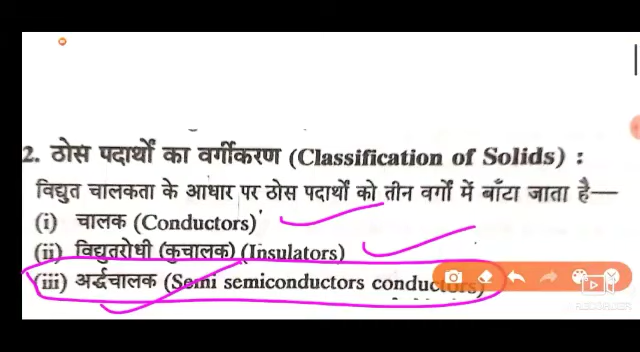 2. ठोस पदार्थों का वर्गीकरण (Classification of Solids) :
विद्युत चालकता के आधार पर ठोस पदार्थों को तीन वर्गों में बाँटा जाता है—
(i) चालक (Conductors)
(ii) विद्युतरोधी (कुचालक) (Insulators)
(iii) अर्द्धचालक (Semi semiconductors conductors)
RECORDER